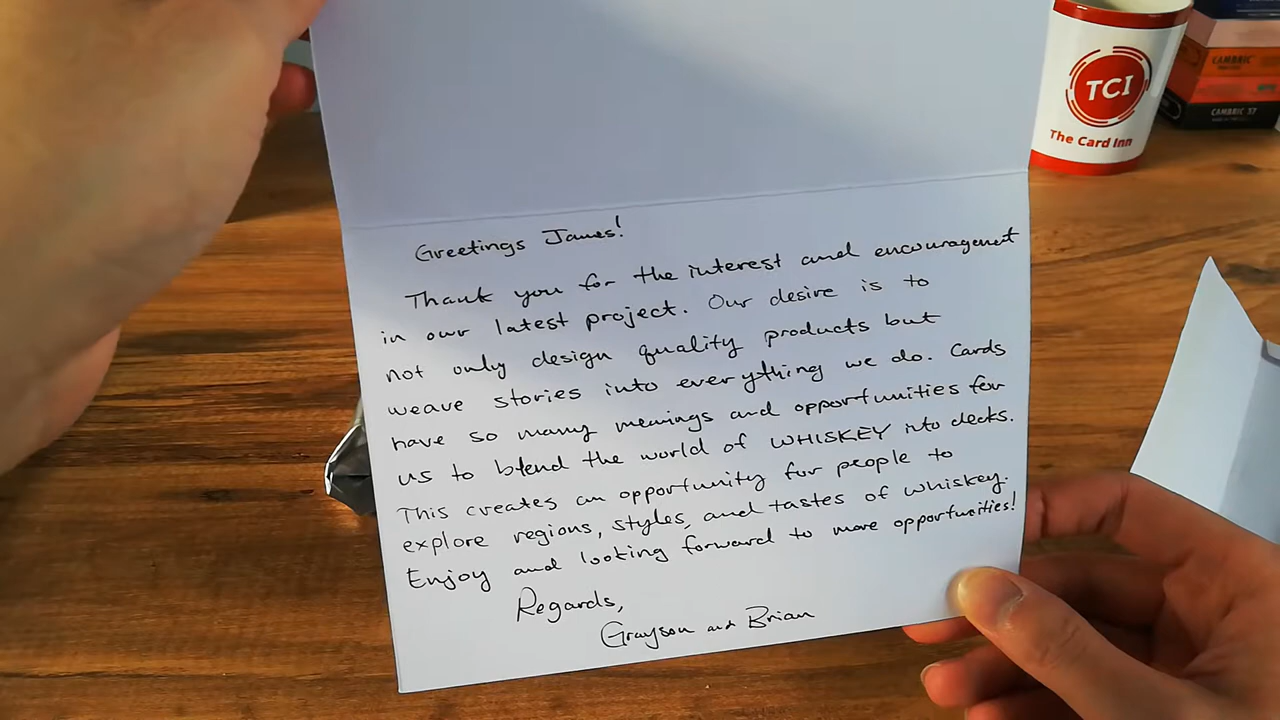 Greetings James!
Thank you for the interest and encouragement
in our latest project. Our desire is to
not only design quality products but
weave stories into everything we do. Cards
have so many meanings and opportunities for
us to blend the world of WHISKEY into decks.
This creates an opportunity for people to
explore regions, styles, and tastes of whiskey.
Enjoy and looking forward to more opportunities!
Regards,
Grayson and Brian
TCI
The Card Inn
CAMBRIC
CAMBRIC 37